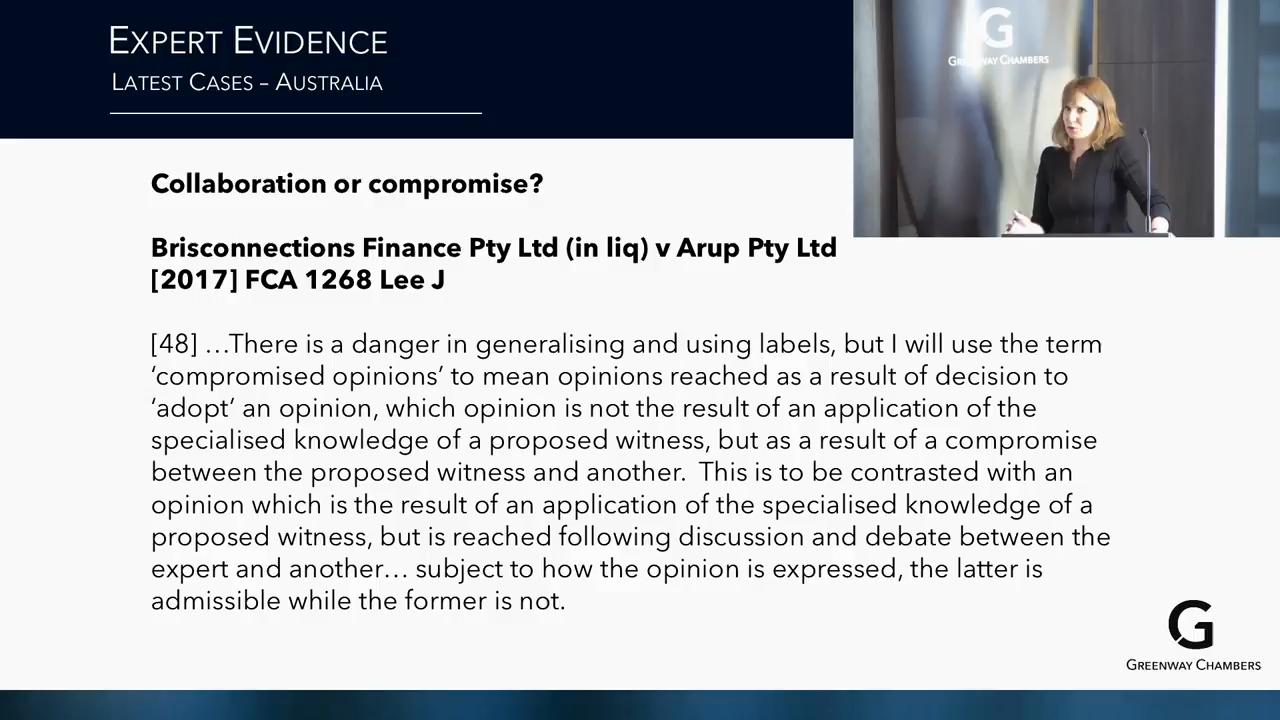 EXPERT EVIDENCE
LATEST CASES – AUSTRALIA
G
GREENWAY CHAMBERS
Collaboration or compromise?
Brisconnections Finance Pty Ltd (in liq) v Arup Pty Ltd
[2017] FCA 1268 Lee J
[48] …There is a danger in generalising and using labels, but I will use the term
‘compromised opinions’ to mean opinions reached as a result of decision to
‘adopt’ an opinion, which opinion is not the result of an application of the
specialised knowledge of a proposed witness, but as a result of a compromise
between the proposed witness and another.  This is to be contrasted with an
opinion which is the result of an application of the specialised knowledge of a
proposed witness, but is reached following discussion and debate between the
expert and another… subject to how the opinion is expressed, the latter is
admissible while the former is not.
G
GREENWAY CHAMBERS